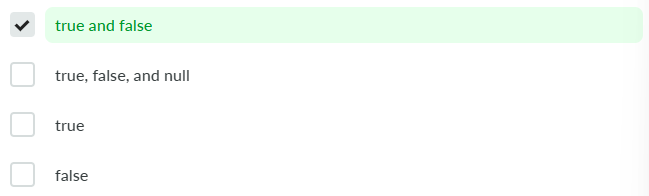 true and false
true, false, and null
true
false